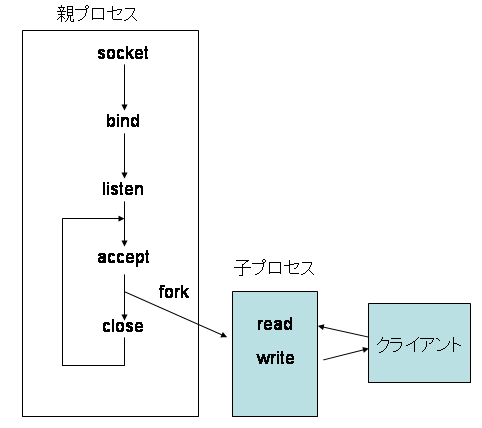 親プロセス
socket
bind
listen
accept
fork
close
子プロセス
read
write
クライアント